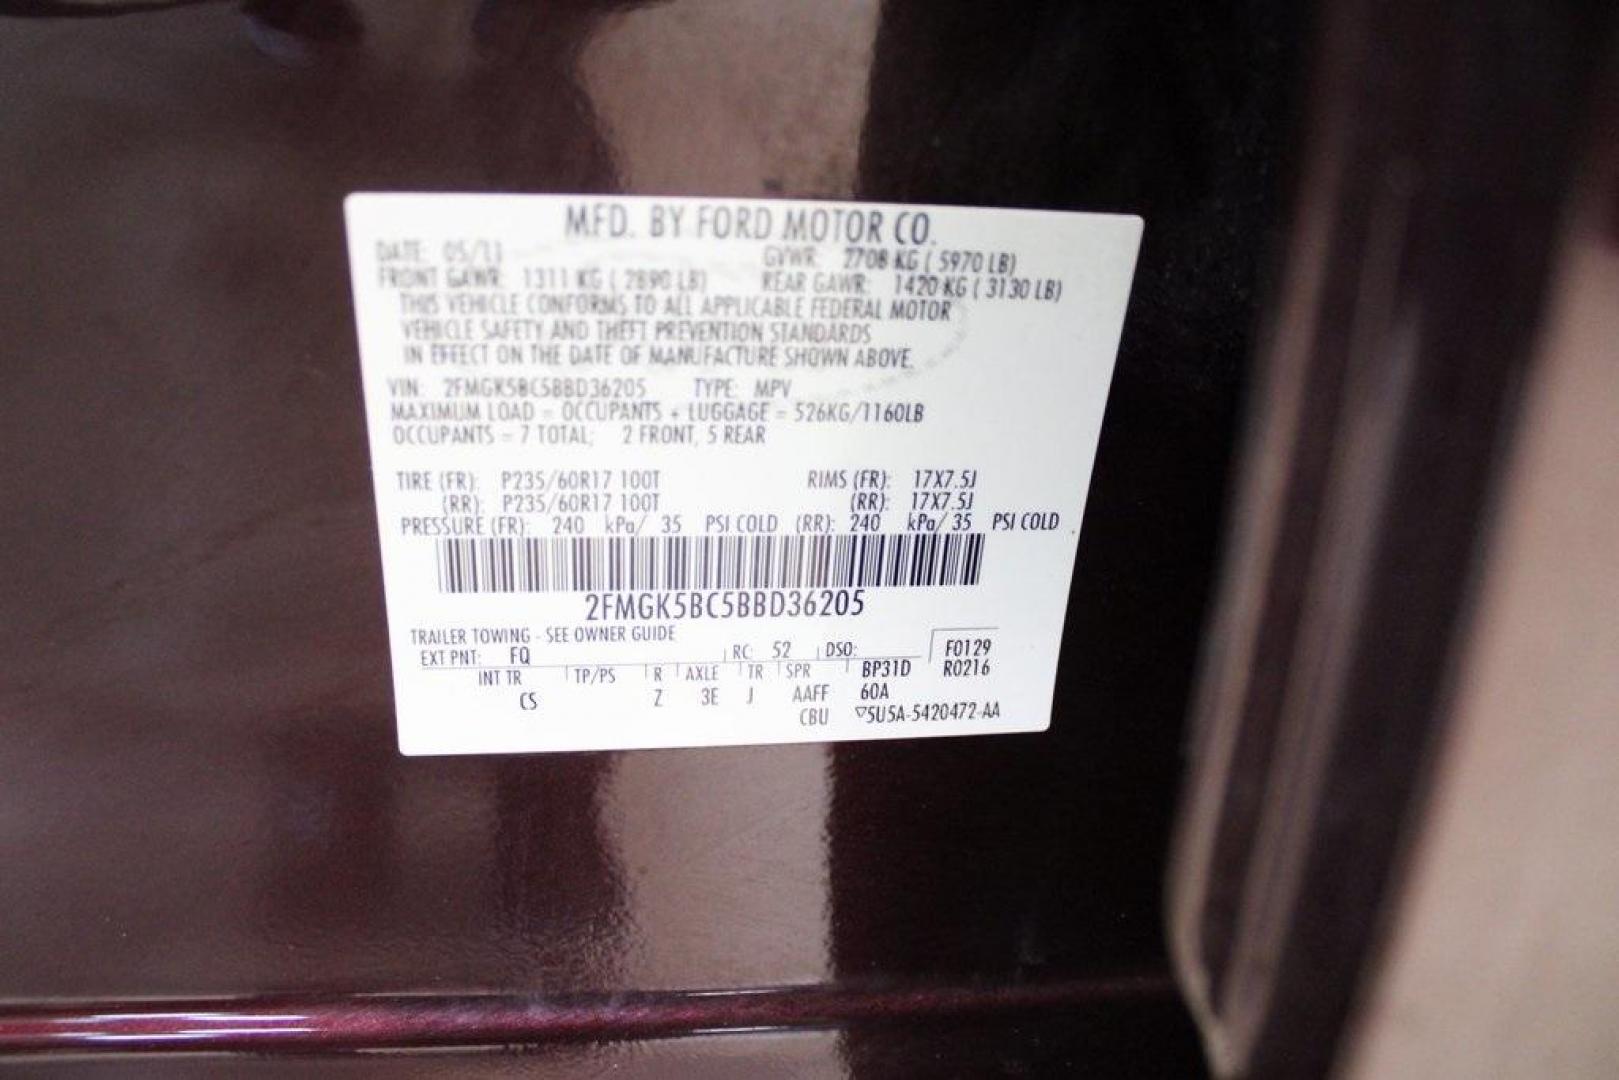 MFD. BY FORD MOTOR CO.
DATE: 05/11 GVWR: 2708 KG ( 5970 LB)
FRONT GAWR: 1311 KG ( 2890 LB) REAR GAWR: 1420 KG ( 3130 LB)
THIS VEHICLE CONFORMS TO ALL APPLICABLE FEDERAL MOTOR
VEHICLE SAFETY AND THEFT PREVENTION STANDARDS
IN EFFECT ON THE DATE OF MANUFACTURE SHOWN ABOVE.
VIN: 2FMGK5BC5BBD36205 TYPE: MPV
MAXIMUM LOAD = OCCUPANTS + LUGGAGE = 526KG/1160LB
OCCUPANTS = 7 TOTAL; 2 FRONT, 5 REAR
TIRE (FR): P235/60R17 100T RIMS (FR): 17X7.5J
(RR): P235/60R17 100T (RR): 17X7.5J
PRESSURE (FR): 240 kPa/ 35 PSI COLD (RR): 240 kPa/ 35 PSI COLD
2FMGK5BC5BBD36205
TRAILER TOWING - SEE OWNER GUIDE
EXT PNT: FQ RC: 52 DSO: F0129
INT TR TP/PS R AXLE TR SPR BP31D R0216
CS Z 3E J AAFF 60A
CBU ▽5U5A-5420472-AA